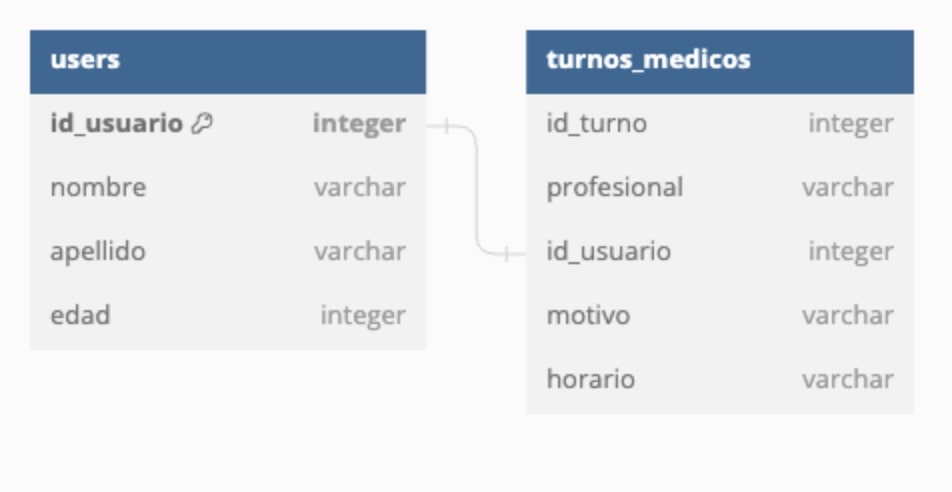 users
id_usuario integer
nombre varchar
apellido varchar
edad integer
turnos_medicos
id_turno integer
profesional varchar
id_usuario integer
motivo varchar
horario varchar